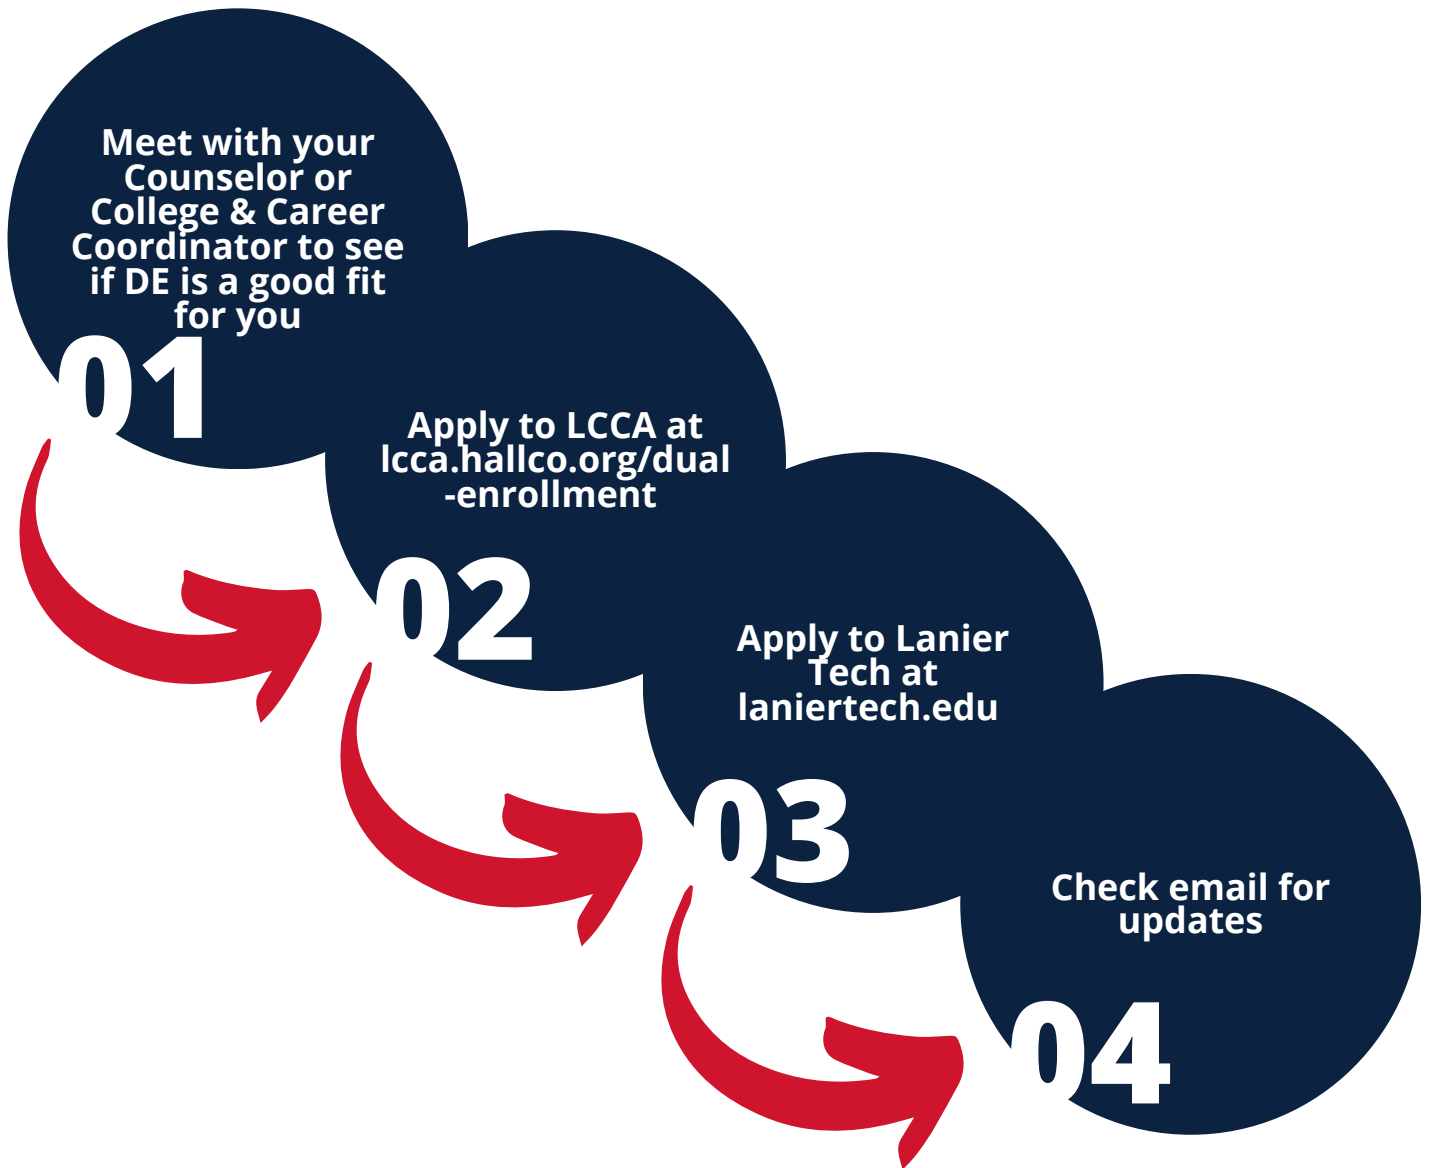 Meet with your
Counselor or
College & Career
Coordinator to see
if DE is a good fit
for you
01
Apply to LCCA at
lcca.hallco.org/dual
-enrollment
02
Apply to Lanier
Tech at
laniertech.edu
03
Check email for
updates
04